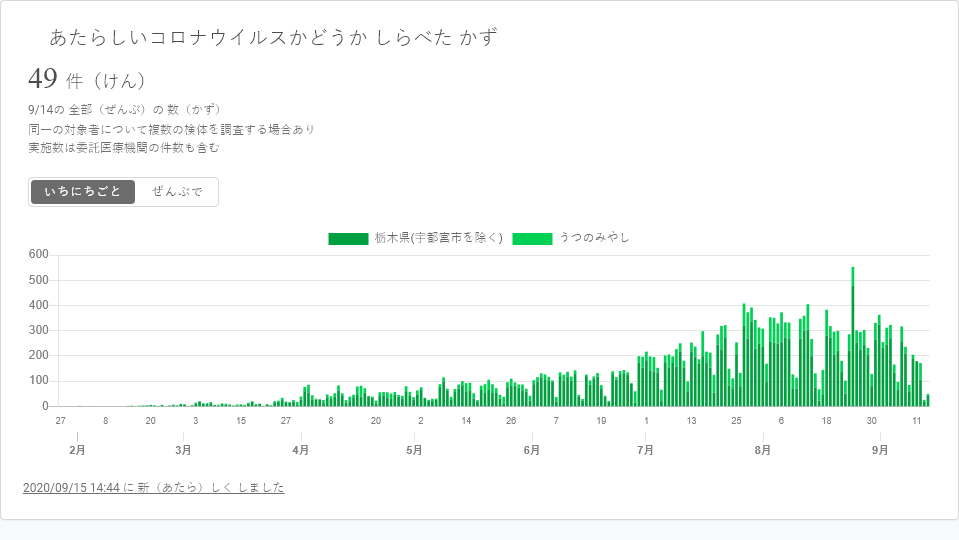 あたらしいコロナウイルスかどうか しらべた かず
49 件（けん）
9/14の 全部（ぜんぶ）の 数（かず）
同一の対象者について複数の検体を調査する場合あり
実施数は委託医療機関の件数も含む
いちにちごと ぜんぶで
栃木県(宇都宮市を除く) うつのみやし
600
500
400
300
200
100
0
27 8 20 3 15 27 8 20 2 14 26 7 19 1 13 25 6 18 30 11
2月 3月 4月 5月 6月 7月 8月 9月
2020/09/15 14:44 に 新（あたら）しく しました